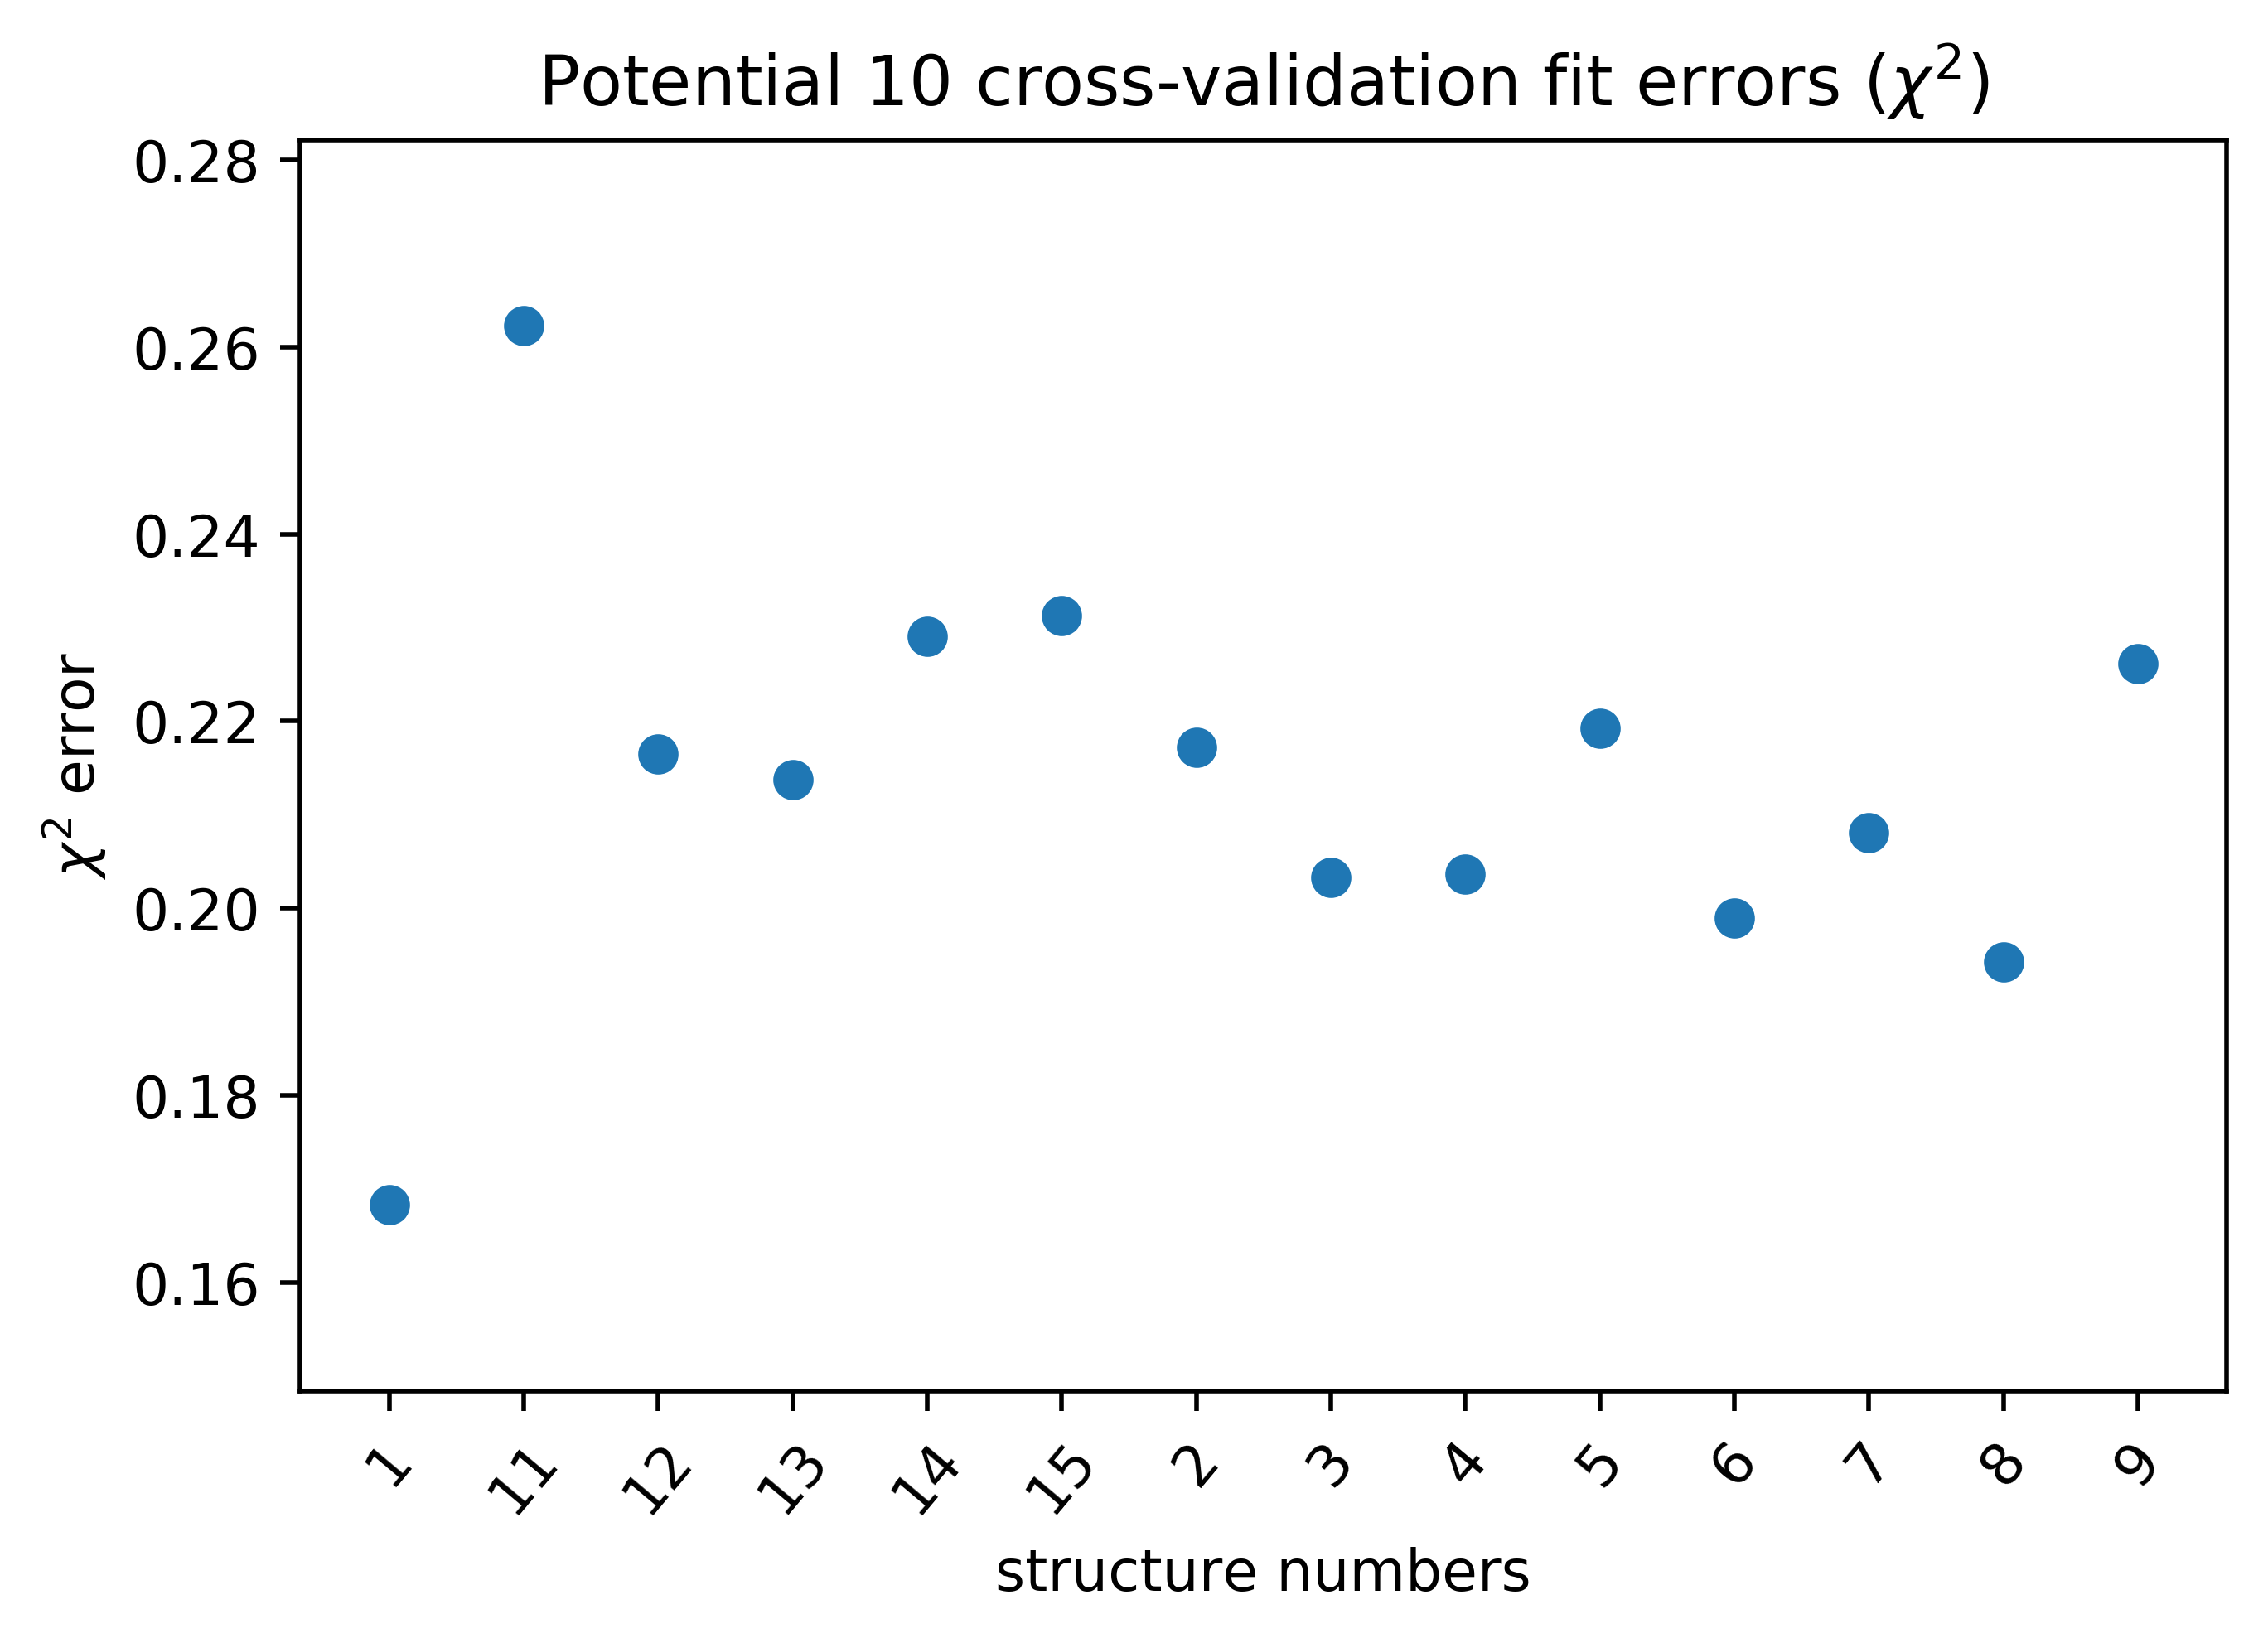 Potential 10 cross-validation fit errors (χ²)
0.28
0.26
0.24
0.22
0.20
0.18
0.16
χ² error
1 11 12 13 14 15 2 3 4 5 6 7 8 9
structure numbers